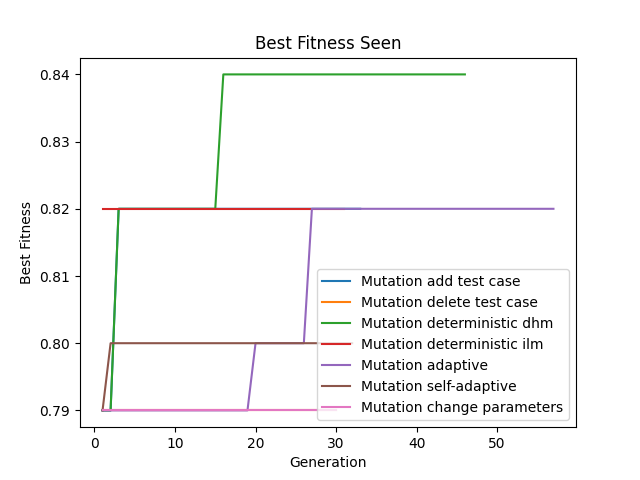 Best Fitness Seen
0.84
0.83
0.82
0.81
0.80
0.79
Best Fitness
Mutation add test case
Mutation delete test case
Mutation deterministic dhm
Mutation deterministic ilm
Mutation adaptive
Mutation self-adaptive
Mutation change parameters
0 10 20 30 40 50
Generation